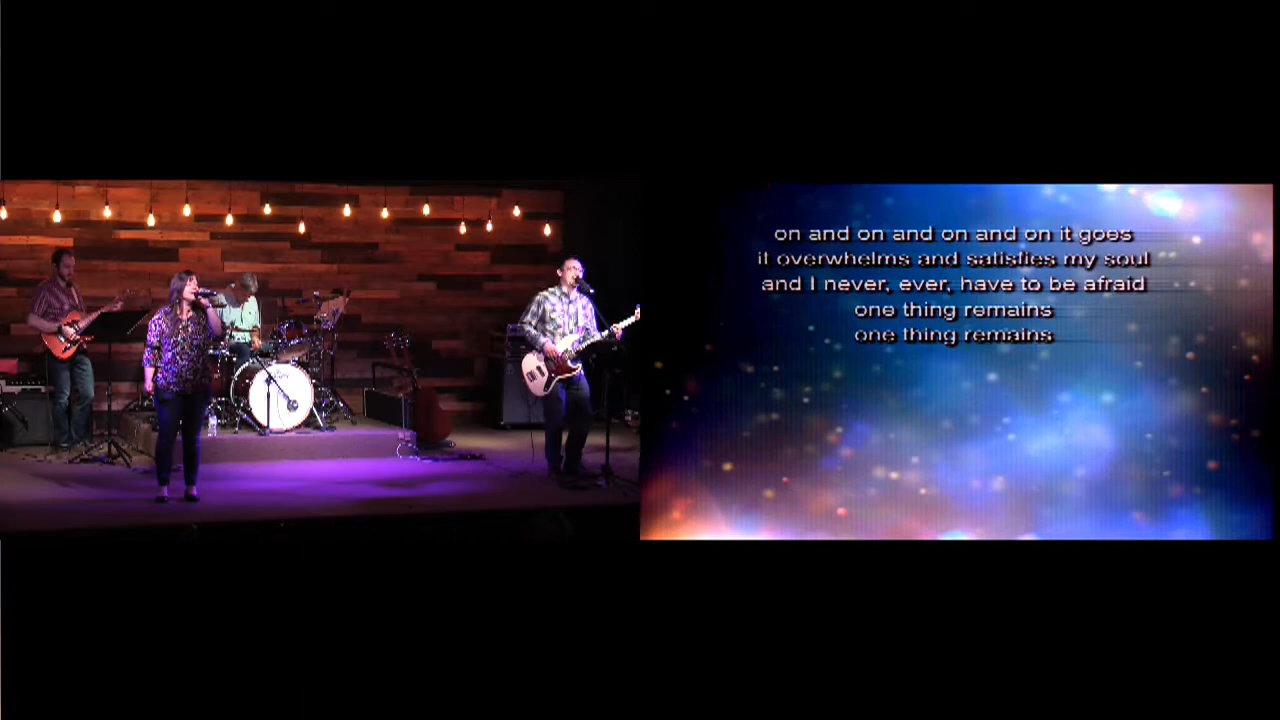 on and on and on and on it goes
it overwhelms and satisfies my soul
and I never, ever, have to be afraid
one thing remains
one thing remains